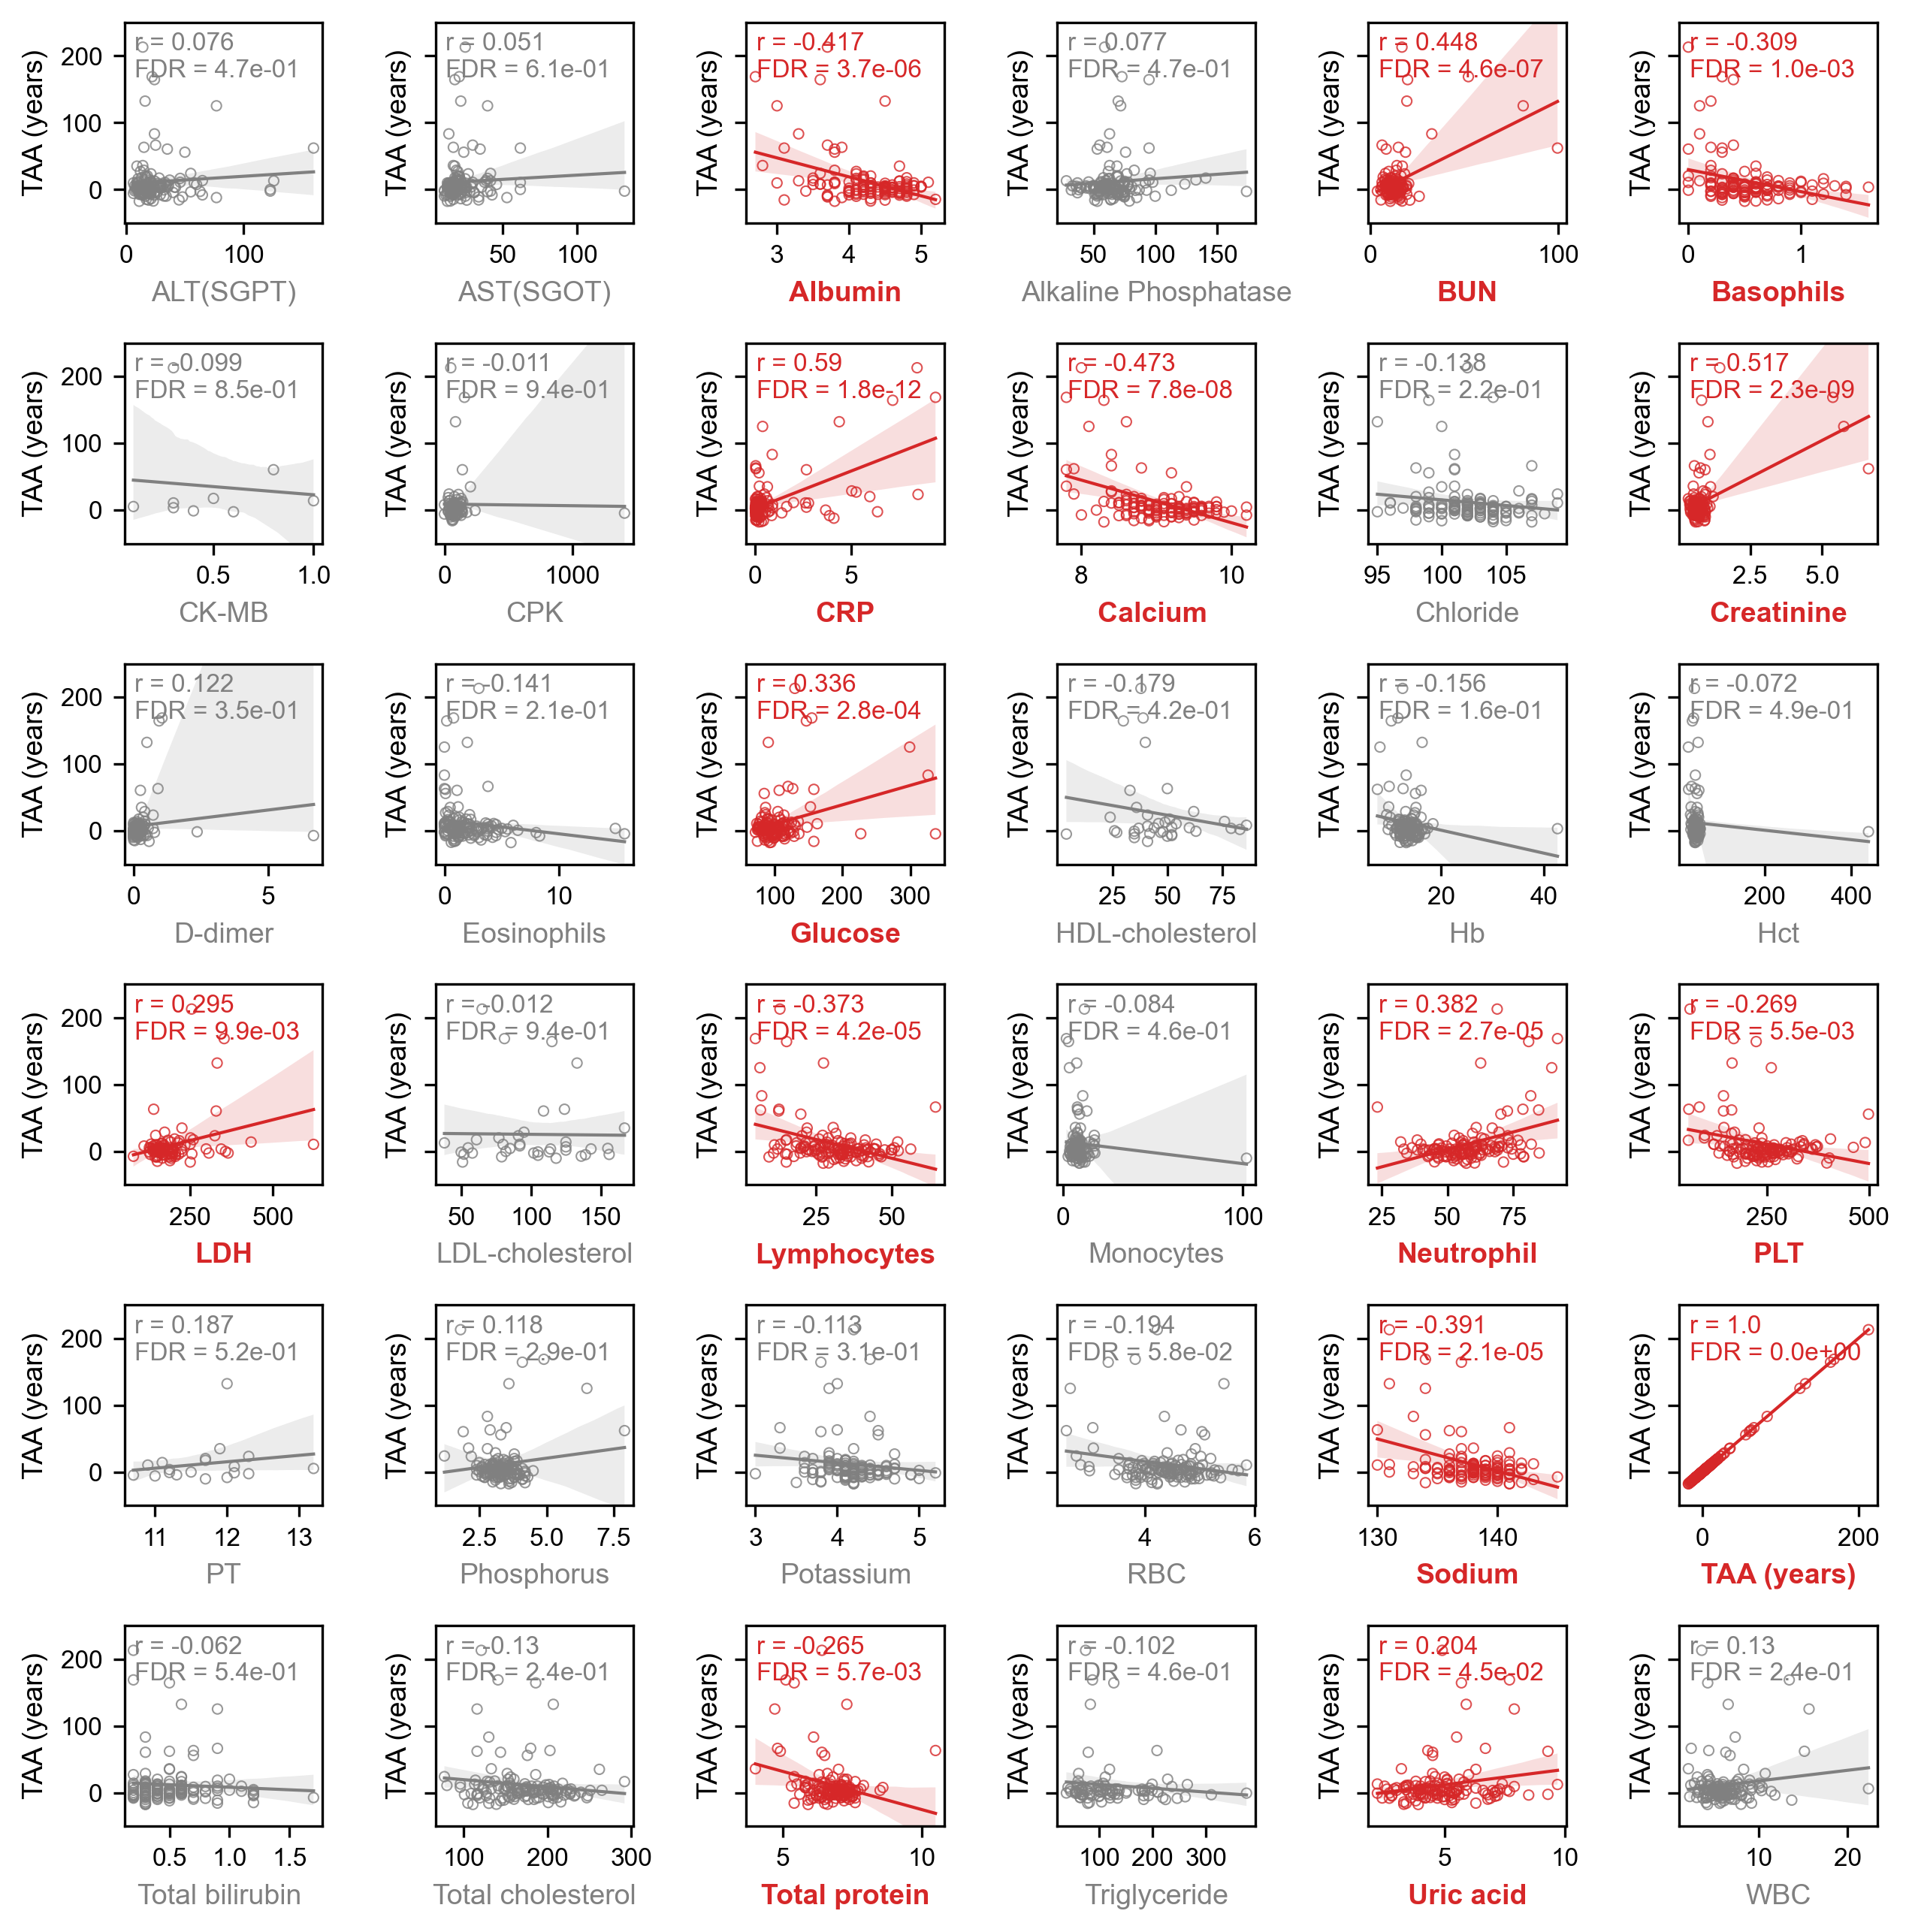 TAA (years)
200
100
0
r = 0.076
FDR = 4.7e-01
0 100
ALT(SGPT)
TAA (years)
r = 0.051
FDR = 6.1e-01
50 100
AST(SGOT)
TAA (years)
r = -0.417
FDR = 3.7e-06
3 4 5
Albumin
TAA (years)
r = 0.077
FDR = 4.7e-01
50 100 150
Alkaline Phosphatase
TAA (years)
r = 0.448
FDR = 4.6e-07
0 100
BUN
TAA (years)
r = -0.309
FDR = 1.0e-03
0 1
Basophils
TAA (years)
200
100
0
r = -0.099
FDR = 8.5e-01
0.5 1.0
CK-MB
TAA (years)
r = -0.011
FDR = 9.4e-01
0 1000
CPK
TAA (years)
r = 0.59
FDR = 1.8e-12
0 5
CRP
TAA (years)
r = -0.473
FDR = 7.8e-08
8 10
Calcium
TAA (years)
r = -0.138
FDR = 2.2e-01
95 100 105
Chloride
TAA (years)
r = 0.517
FDR = 2.3e-09
2.5 5.0
Creatinine
TAA (years)
200
100
0
r = 0.122
FDR = 3.5e-01
0 5
D-dimer
TAA (years)
r = -0.141
FDR = 2.1e-01
0 10
Eosinophils
TAA (years)
r = 0.336
FDR = 2.8e-04
100 200 300
Glucose
TAA (years)
r = -0.179
FDR = 4.2e-01
25 50 75
HDL-cholesterol
TAA (years)
r = -0.156
FDR = 1.6e-01
20 40
Hb
TAA (years)
r = -0.072
FDR = 4.9e-01
200 400
Hct
TAA (years)
200
100
0
r = 0.295
FDR = 9.9e-03
250 500
LDH
TAA (years)
r = -0.012
FDR = 9.4e-01
50 100 150
LDL-cholesterol
TAA (years)
r = -0.373
FDR = 4.2e-05
25 50
Lymphocytes
TAA (years)
r = -0.084
FDR = 4.6e-01
0 100
Monocytes
TAA (years)
r = 0.382
FDR = 2.7e-05
25 50 75
Neutrophil
TAA (years)
r = -0.269
FDR = 5.5e-03
250 500
PLT
TAA (years)
200
100
0
r = 0.187
FDR = 5.2e-01
11 12 13
PT
TAA (years)
r = 0.118
FDR = 2.9e-01
2.5 5.0 7.5
Phosphorus
TAA (years)
r = -0.113
FDR = 3.1e-01
3 4 5
Potassium
TAA (years)
r = -0.194
FDR = 5.8e-02
4 6
RBC
TAA (years)
r = -0.391
FDR = 2.1e-05
130 140
Sodium
TAA (years)
r = 1.0
FDR = 0.0e+00
0 200
TAA (years)
TAA (years)
200
100
0
r = -0.062
FDR = 5.4e-01
0.5 1.0 1.5
Total bilirubin
TAA (years)
r = -0.13
FDR = 2.4e-01
100 200 300
Total cholesterol
TAA (years)
r = -0.265
FDR = 5.7e-03
5 10
Total protein
TAA (years)
r = -0.102
FDR = 4.6e-01
100 200 300
Triglyceride
TAA (years)
r = 0.204
FDR = 4.5e-02
5 10
Uric acid
TAA (years)
r = 0.13
FDR = 2.4e-01
10 20
WBC